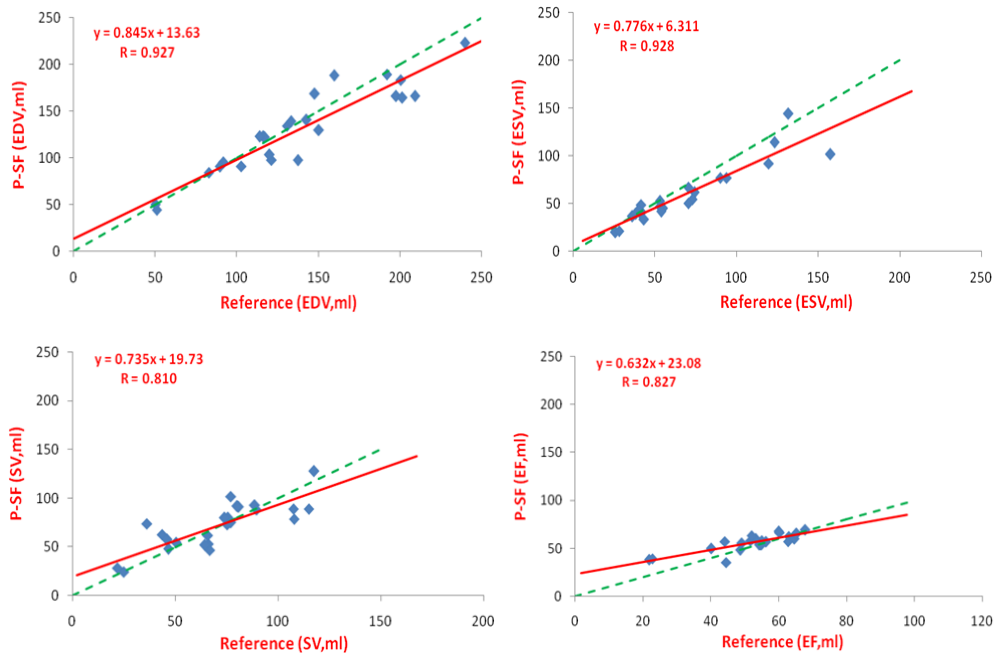 y = 0.845x + 13.63
R = 0.927
250
200
150
100
50
0
P-SF (EDV,ml)
0 50 100 150 200 250
Reference (EDV,ml)
y = 0.776x + 6.311
R = 0.928
250
200
150
100
50
0
P-SF (ESV,ml)
0 50 100 150 200 250
Reference (ESV,ml)
y = 0.735x + 19.73
R = 0.810
250
200
150
100
50
0
P-SF (SV,ml)
0 50 100 150 200
Reference (SV,ml)
y = 0.632x + 23.08
R = 0.827
250
200
150
100
50
0
P-SF (EF,ml)
0 20 40 60 80 100 120
Reference (EF,ml)